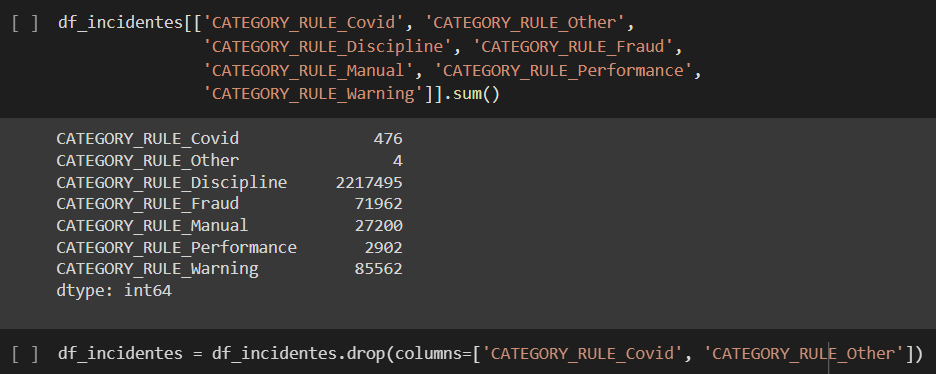 [ ] df_incidentes[['CATEGORY_RULE_Covid', 'CATEGORY_RULE_Other',
'CATEGORY_RULE_Discipline', 'CATEGORY_RULE_Fraud',
'CATEGORY_RULE_Manual', 'CATEGORY_RULE_Performance',
'CATEGORY_RULE_Warning']].sum()
CATEGORY_RULE_Covid 476
CATEGORY_RULE_Other 4
CATEGORY_RULE_Discipline 2217495
CATEGORY_RULE_Fraud 71962
CATEGORY_RULE_Manual 27200
CATEGORY_RULE_Performance 2902
CATEGORY_RULE_Warning 85562
dtype: int64
[ ] df_incidentes = df_incidentes.drop(columns=['CATEGORY_RULE_Covid', 'CATEGORY_RULE_Other'])